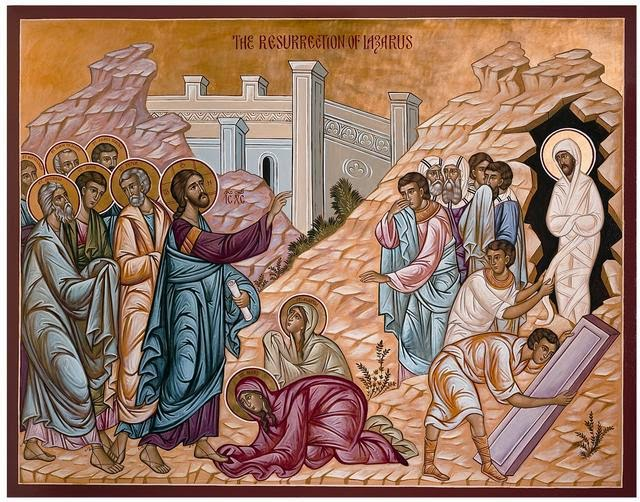 THE RESURRECTION OF LAZARUS
IC XC